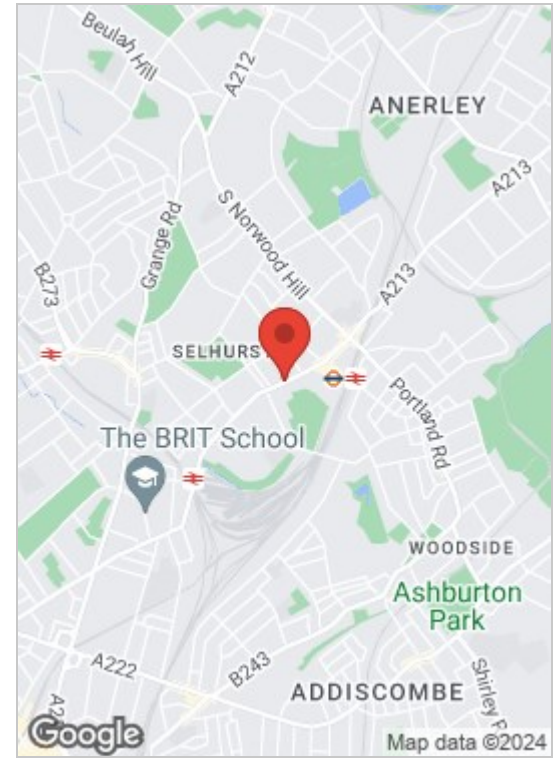 Beulah Hill
A212
ANERLEY
A213
Grange Rd
S Norwood Hill
A213
B273
SELHURS
Portland Rd
The BRIT School
WOODSIDE
Ashburton
Park
A222
B243
ADDISCOMBE
Shirley
Google
Map data ©2024